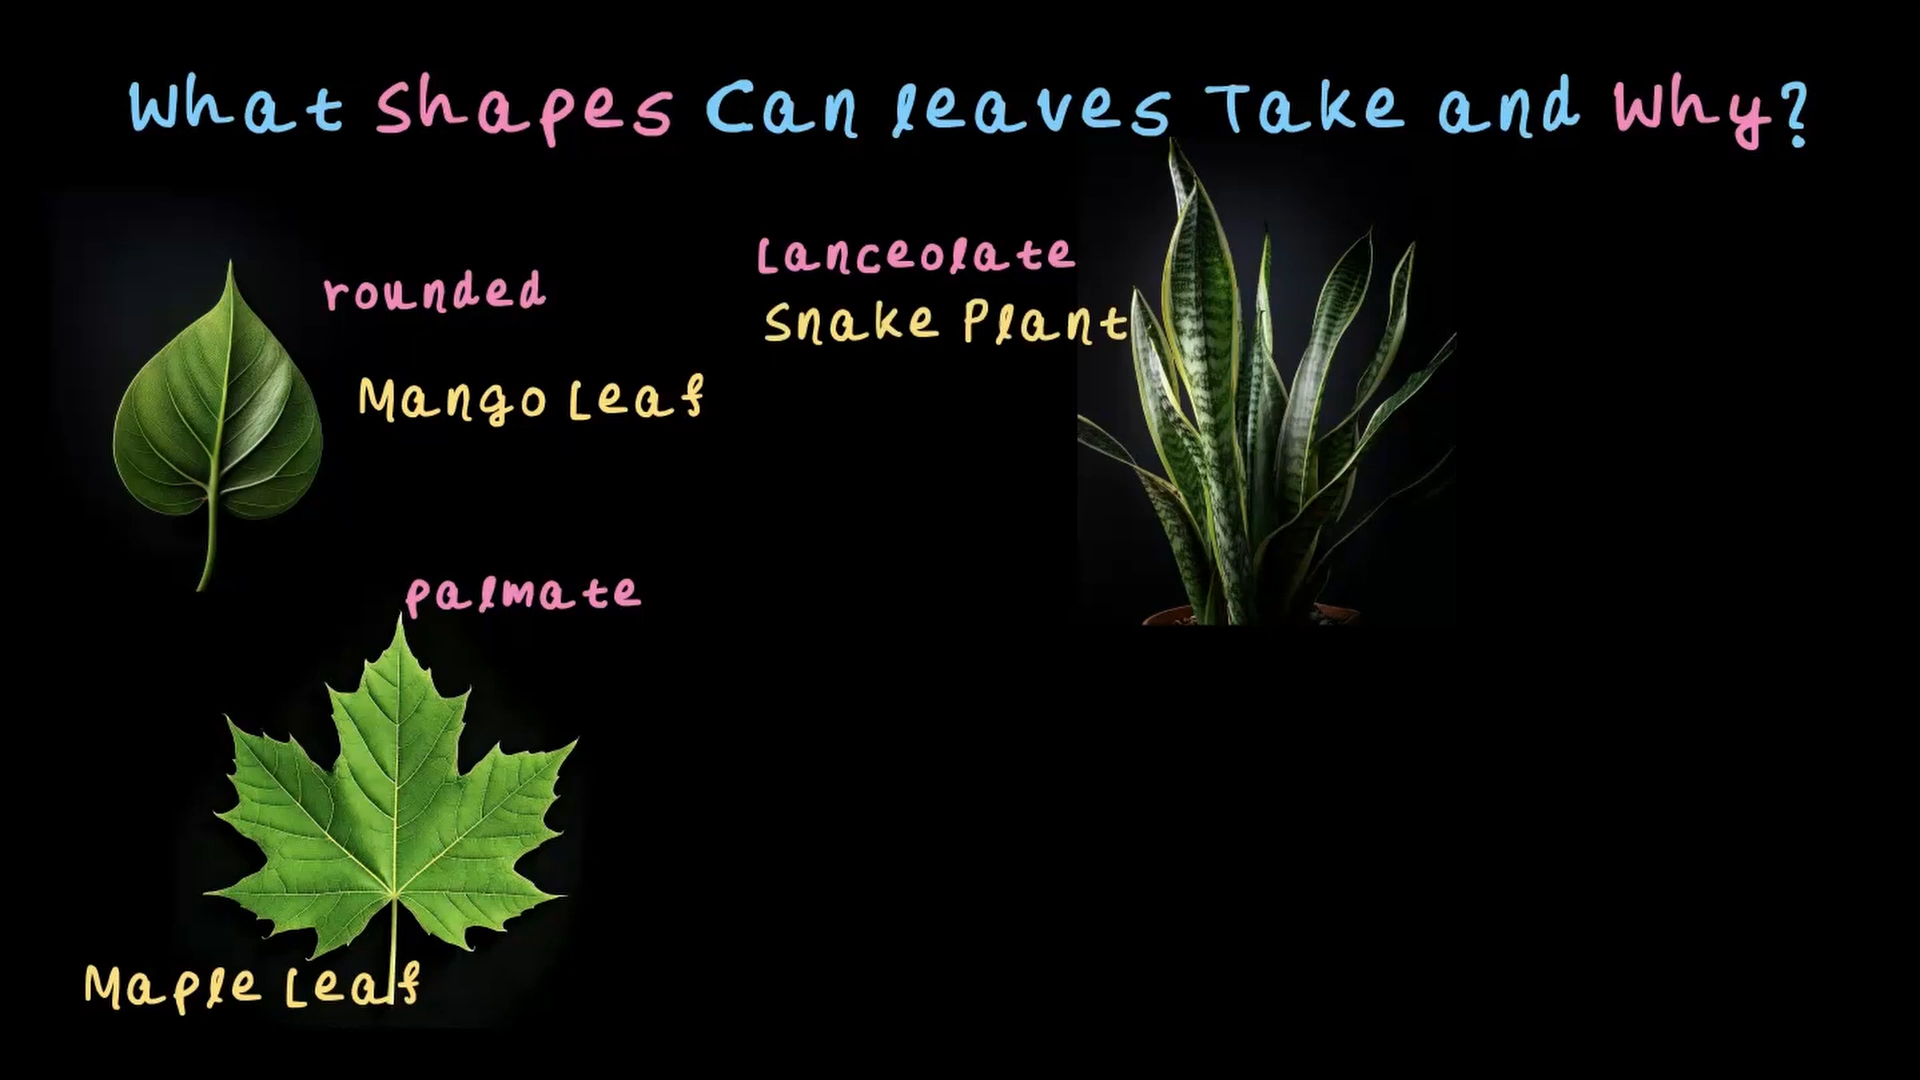 What Shapes Can leaves Take and Why?
rounded
Mango Leaf
Lanceolate
Snake Plant
palmate
Maple Leaf